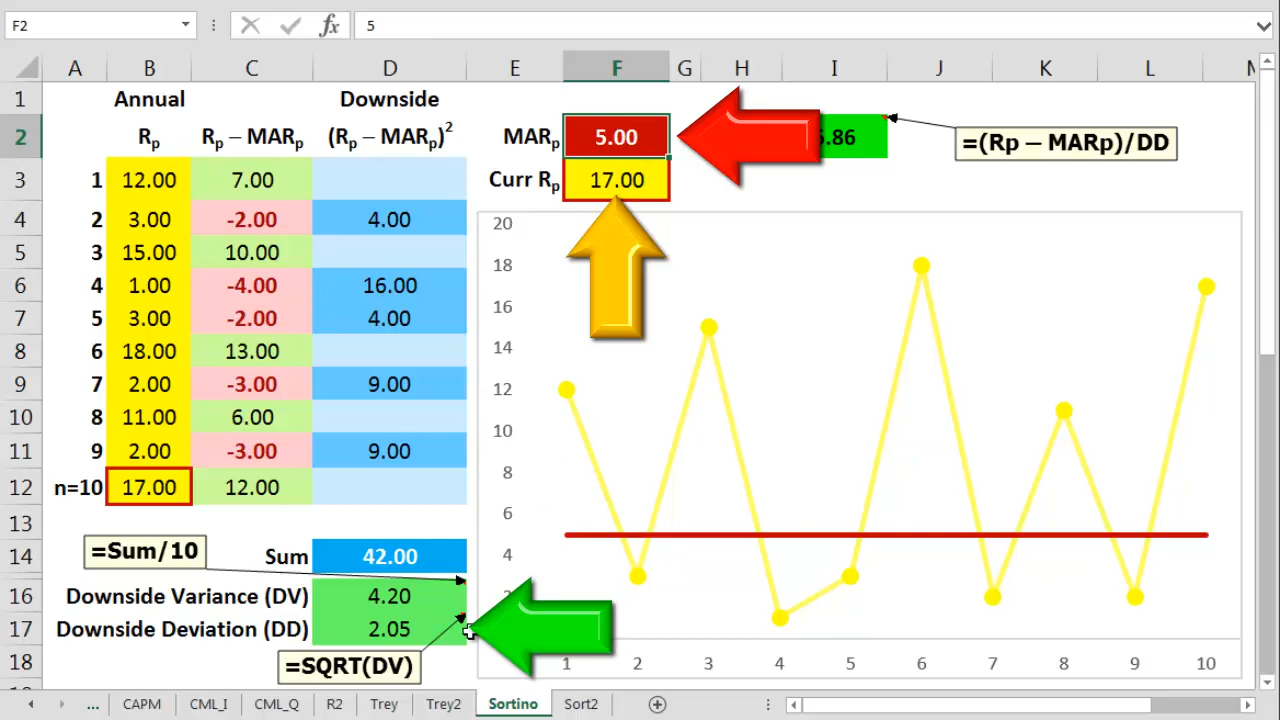 F2 fx 5
A B C D E F G H I J K L
1 Annual Downside
2 Rp Rp – MARp (Rp – MARp)² MARp 5.00 .86 =(Rp – MARp)/DD
3 1 12.00 7.00 Curr Rp 17.00
4 2 3.00 -2.00 4.00 20
5 3 15.00 10.00 18
6 4 1.00 -4.00 16.00 16
7 5 3.00 -2.00 4.00
8 6 18.00 13.00 14
9 7 2.00 -3.00 9.00 12
10 8 11.00 6.00 10
11 9 2.00 -3.00 9.00 8
12 n=10 17.00 12.00
13 6
14 =Sum/10 Sum 42.00 4
16 Downside Variance (DV) 4.20
17 Downside Deviation (DD) 2.05
18 =SQRT(DV) 1 2 3 4 5 6 7 8 9 10
... CAPM CML_I CML_Q R2 Trey Trey2 Sortino Sort2